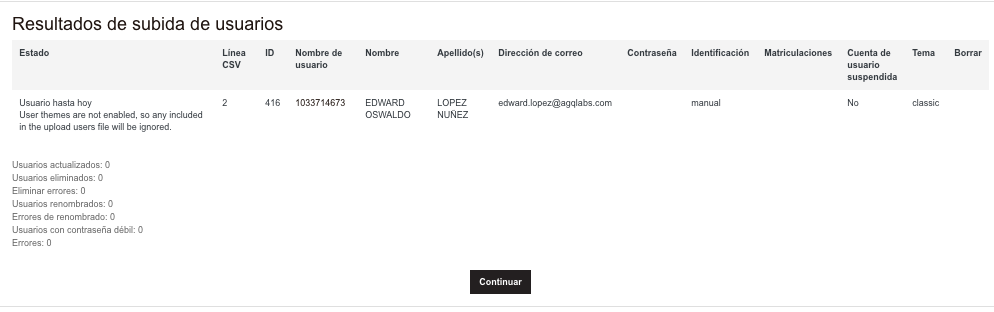 Resultados de subida de usuarios
Estado Línea CSV ID Nombre de usuario Nombre Apellido(s) Dirección de correo Contraseña Identificación Matriculaciones Cuenta de usuario suspendida Tema Borrar
Usuario hasta hoy 2 416 1033714673 EDWARD LOPEZ edward.lopez@agqlabs.com manual No classic
User themes are not enabled, so any included OSWALDO NUÑEZ
in the upload users file will be ignored.
Usuarios actualizados: 0
Usuarios eliminados: 0
Eliminar errores: 0
Usuarios renombrados: 0
Errores de renombrado: 0
Usuarios con contraseña débil: 0
Errores: 0
Continuar